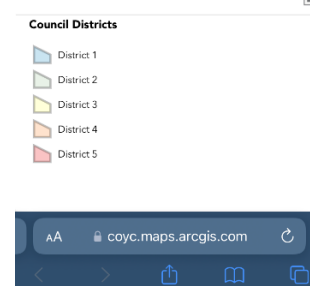 Council Districts
District 1
District 2
District 3
District 4
District 5
AA coyc.maps.arcgis.com